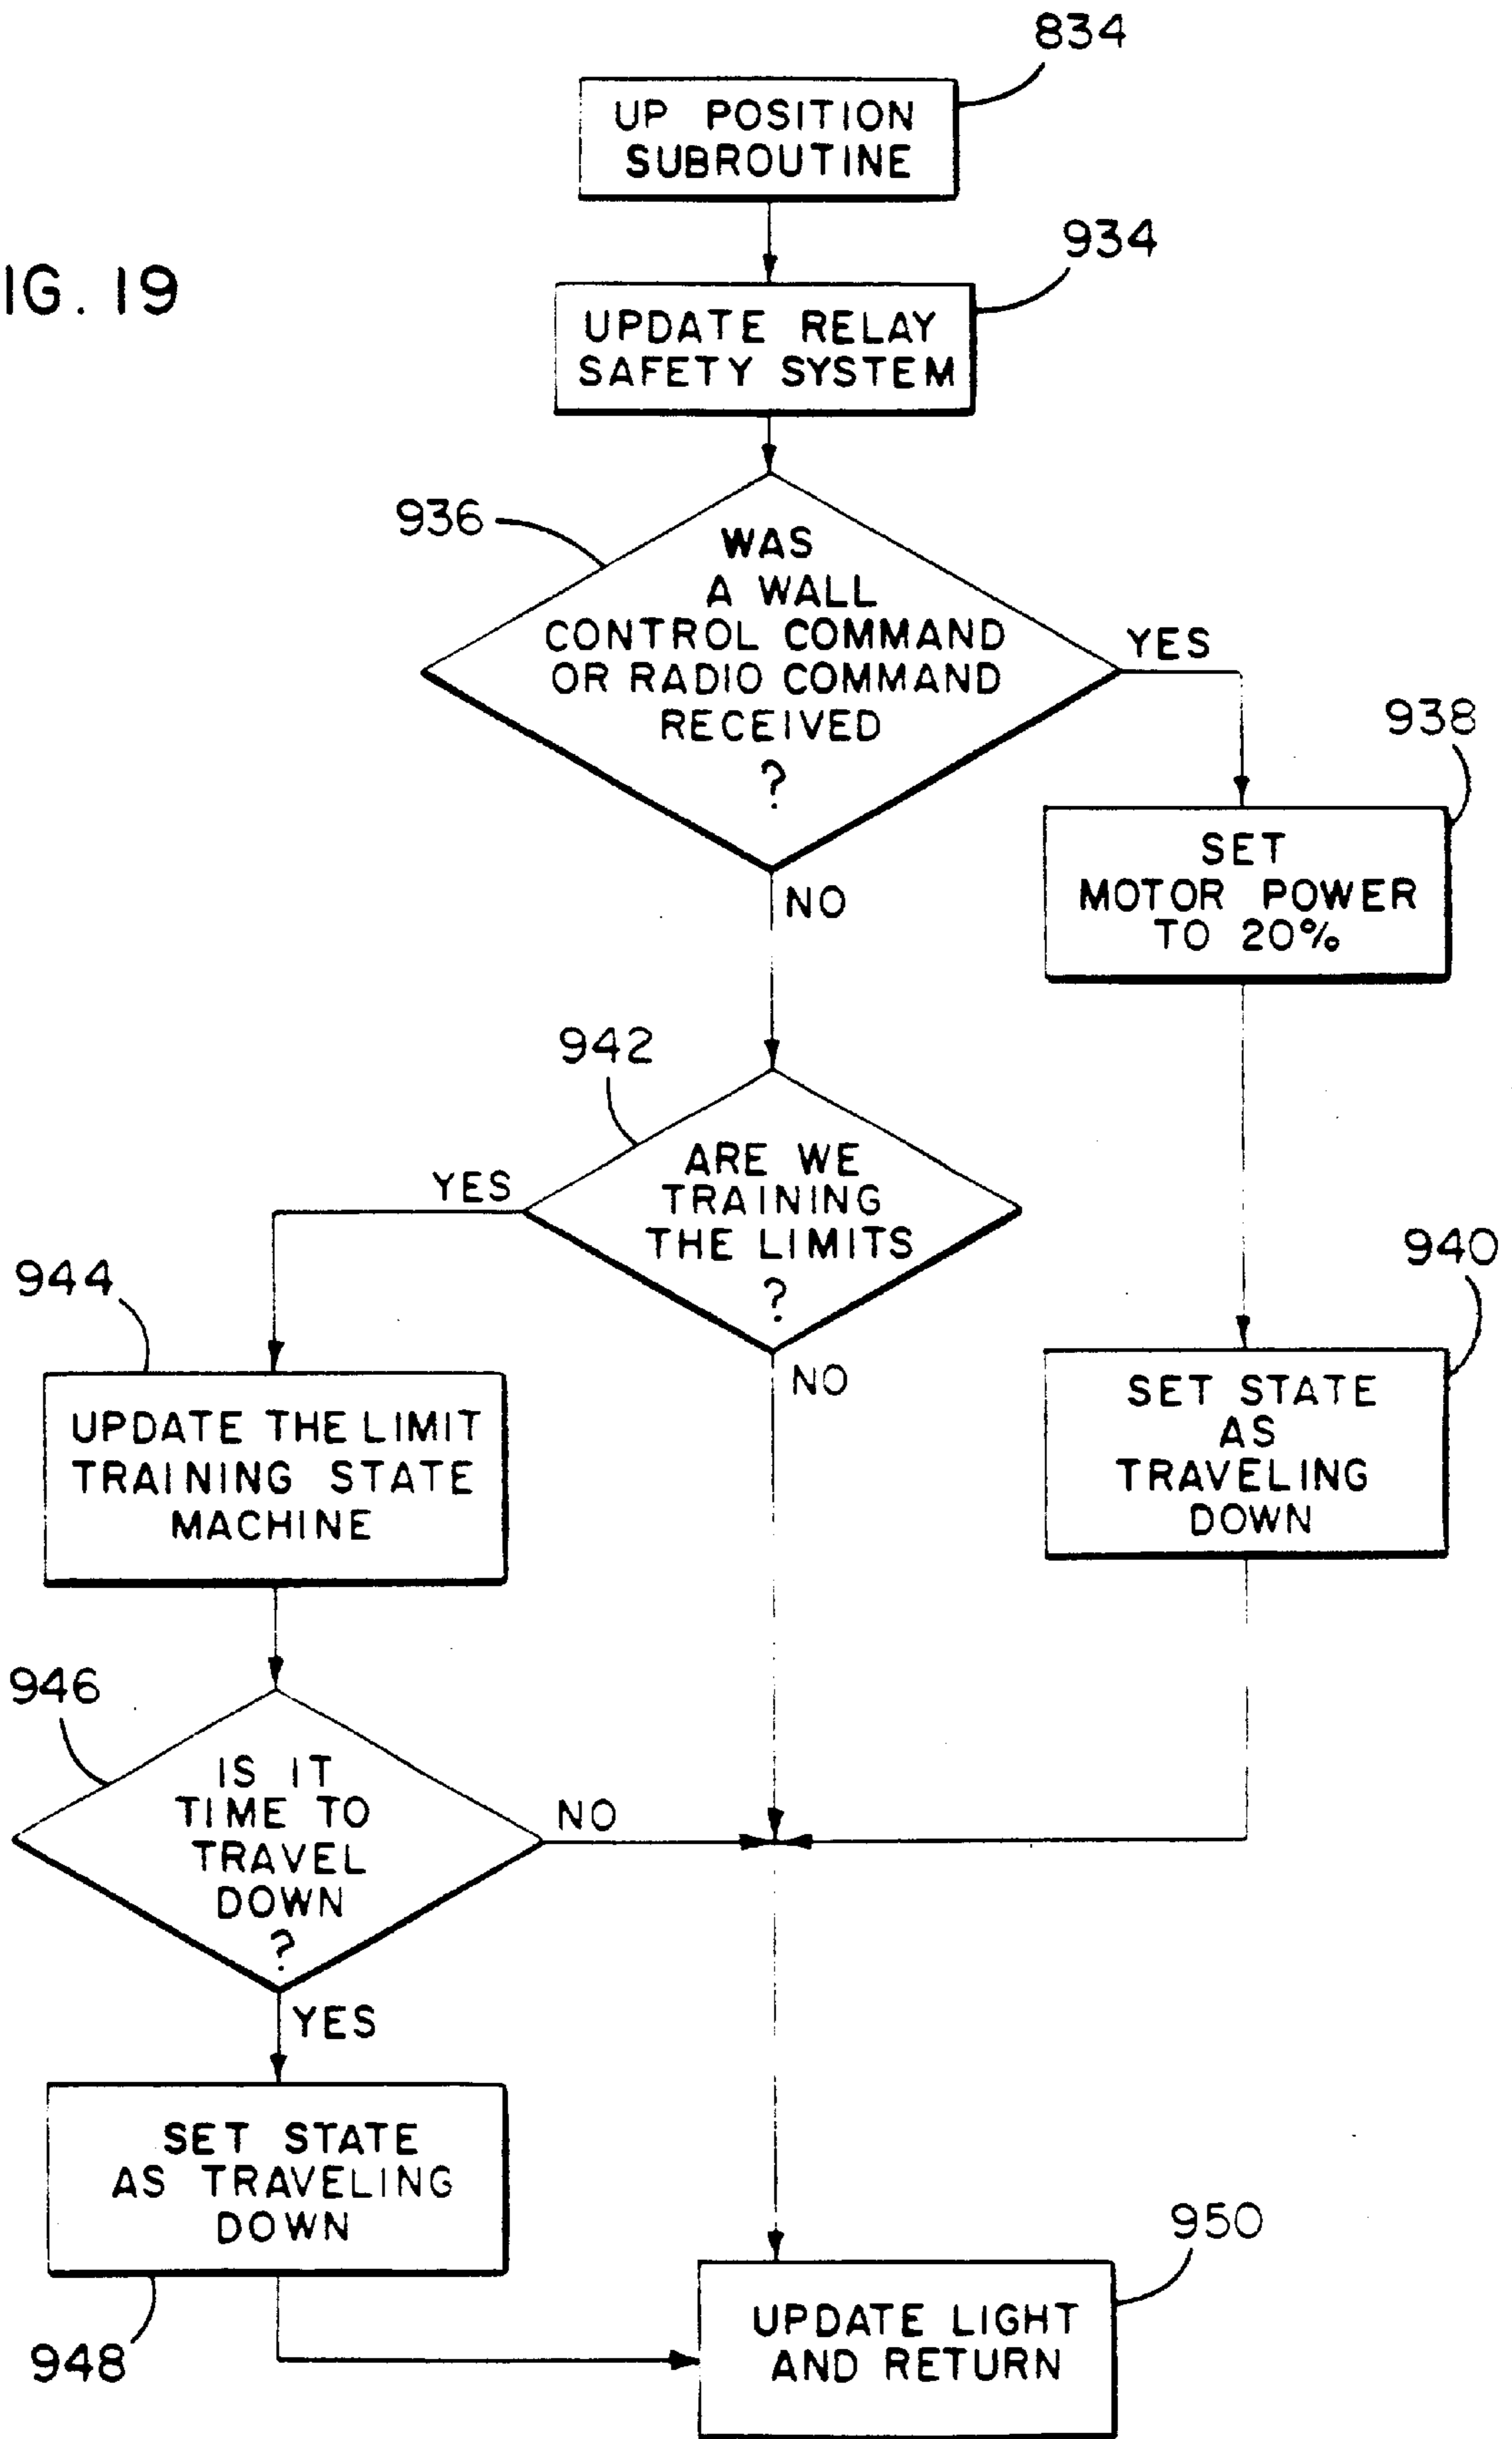 834
UP POSITION
SUBROUTINE
934
IG. 19
UPDATE RELAY
SAFETY SYSTEM
936
WAS
A WALL
CONTROL COMMAND
OR RADIO COMMAND
RECEIVED
?
YES
938
NO
SET
MOTOR POWER
TO 20%
942
ARE WE
TRAINING
THE LIMITS
?
YES
NO
940
944
SET STATE
AS
TRAVELING
DOWN
UPDATE THE LIMIT
TRAINING STATE
MACHINE
946
IS IT
TIME TO
TRAVEL
DOWN
?
NO
YES
SET STATE
AS TRAVELING
DOWN
948
950
UPDATE LIGHT
AND RETURN